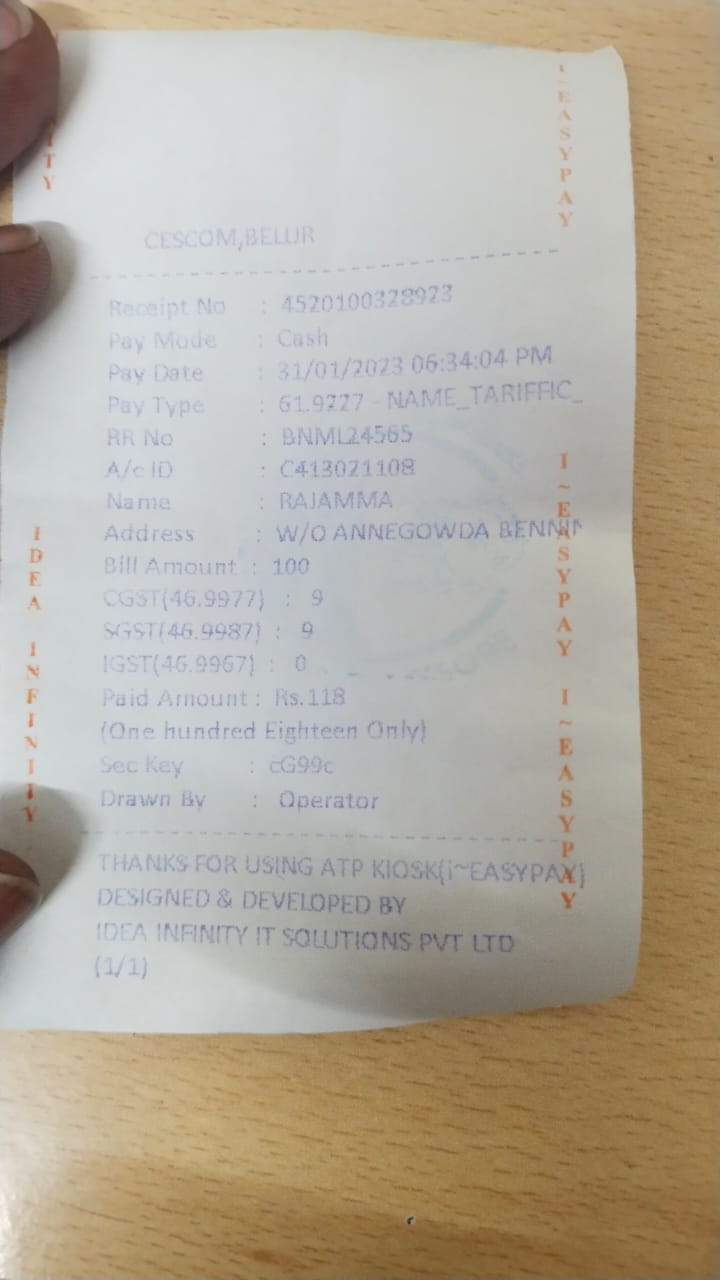 CESCOM,BELUR
Receipt No : 4520100328923
Pay Mode : Cash
Pay Date : 31/01/2023 06:34:04 PM
Pay Type : 61.9227 - NAME_TARIFFIC_
RR No : BNML24565
A/c ID : C413021108
Name : RAJAMMA
Address : W/O ANNEGOWDA BENNIN
Bill Amount : 100
CGST(46.9977) : 9
SGST(46.9987) : 9
IGST(46.9967) : 0
Paid Amount : Rs.118
(One hundred Eighteen Only)
Sec Key : cG99c
Drawn By : Operator
THANKS FOR USING ATP KIOSK(i~EASYPAY)
DESIGNED & DEVELOPED BY
IDEA INFINITY IT SOLUTIONS PVT LTD
(1/1)
ITY
IDEA INFINITY
I~EASYPAY
I~EASYPAY I~EASYPAY